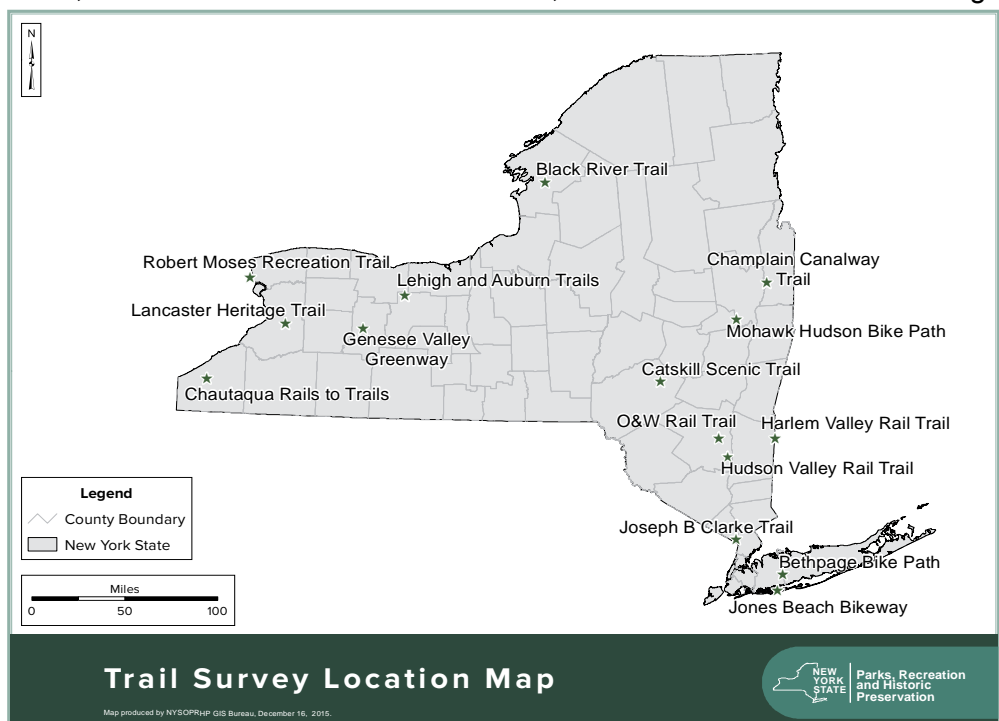 N
Black River Trail
Champlain Canalway
Trail
Robert Moses Recreation Trail
Lehigh and Auburn Trails
Lancaster Heritage Trail
Genesee Valley
Greenway
Mohawk Hudson Bike Path
Catskill Scenic Trail
Chautaqua Rails to Trails
O&W Rail Trail
Harlem Valley Rail Trail
Hudson Valley Rail Trail
Legend
County Boundary
New York State
Joseph B Clarke Trail
Bethpage Bike Path
Jones Beach Bikeway
Miles
0 50 100
Trail Survey Location Map
Map produced by NYSOPRHP GIS Bureau, December 16, 2015.
NEW
YORK
STATE
Parks, Recreation
and Historic
Preservation